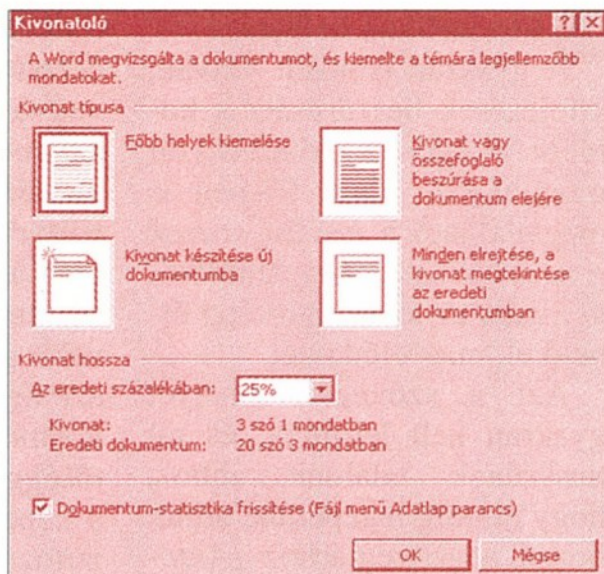 Kivonatoló
A Word megvizsgálta a dokumentumot, és kiemelte a témára legjellemzőbb
mondatokat.
Kivonat típusa
Főbb helyek kiemelése
Kivonat vagy
összefoglaló
beszúrása a
dokumentum elejére
Kivonat készítése új
dokumentumba
Minden elrejtése, a
kivonat megtekintése
az eredeti
dokumentumban
Kivonat hossza
Az eredeti százalékában: 25%
Kivonat: 3 szó 1 mondatban
Eredeti dokumentum: 20 szó 3 mondatban
Dokumentum-statisztika frissítése (Fájl menü Adatlap parancs)
OK Mégse